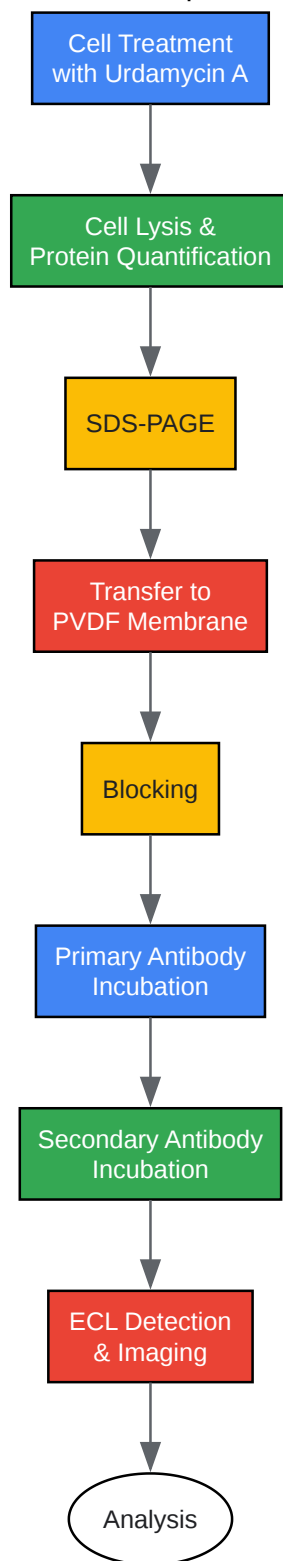 Cell Treatment
with Urdamycin A
Cell Lysis &
Protein Quantification
SDS-PAGE
Transfer to
PVDF Membrane
Blocking
Primary Antibody
Incubation
Secondary Antibody
Incubation
ECL Detection
& Imaging
Analysis